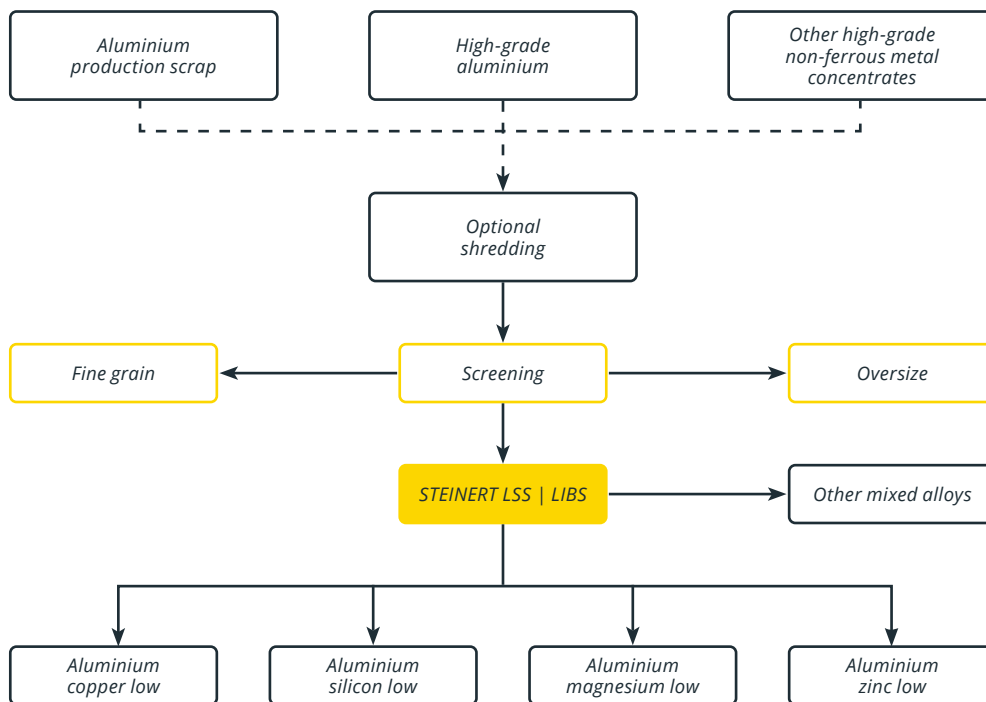 Aluminium
production scrap
High-grade
aluminium
Other high-grade
non-ferrous metal
concentrates
Optional
shredding
Fine grain
Screening
Oversize
STEINERT LSS | LIBS
Other mixed alloys
Aluminium
copper low
Aluminium
silicon low
Aluminium
magnesium low
Aluminium
zinc low